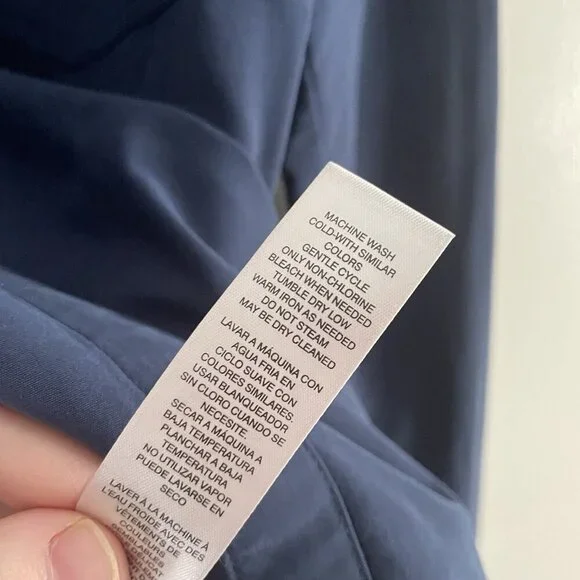 MACHINE WASH
COLD-WITH SIMILAR
COLORS
GENTLE CYCLE
ONLY NON-CHLORINE
BLEACH WHEN NEEDED
TUMBLE DRY LOW
WARM IRON AS NEEDED
DO NOT STEAM
MAY BE DRY CLEANED
LAVAR A MÁQUINA CON
AGUA FRIA EN
CICLO SUAVE CON
COLORES SIMILARES
USAR BLANQUEADOR
SIN CLORO CUANDO SE
NECESITE.
SECAR A MÁQUINA A
BAJA TEMPERATURA
PLANCHAR A BAJA
TEMPERATURA
NO UTILIZAR VAPOR
PUEDE LAVARSE EN
SECO
LAVER À LA MACHINE À
L'EAU FROIDE AVEC DES
VÊTEMENTS DE
COULEURS
SEMBLABLES